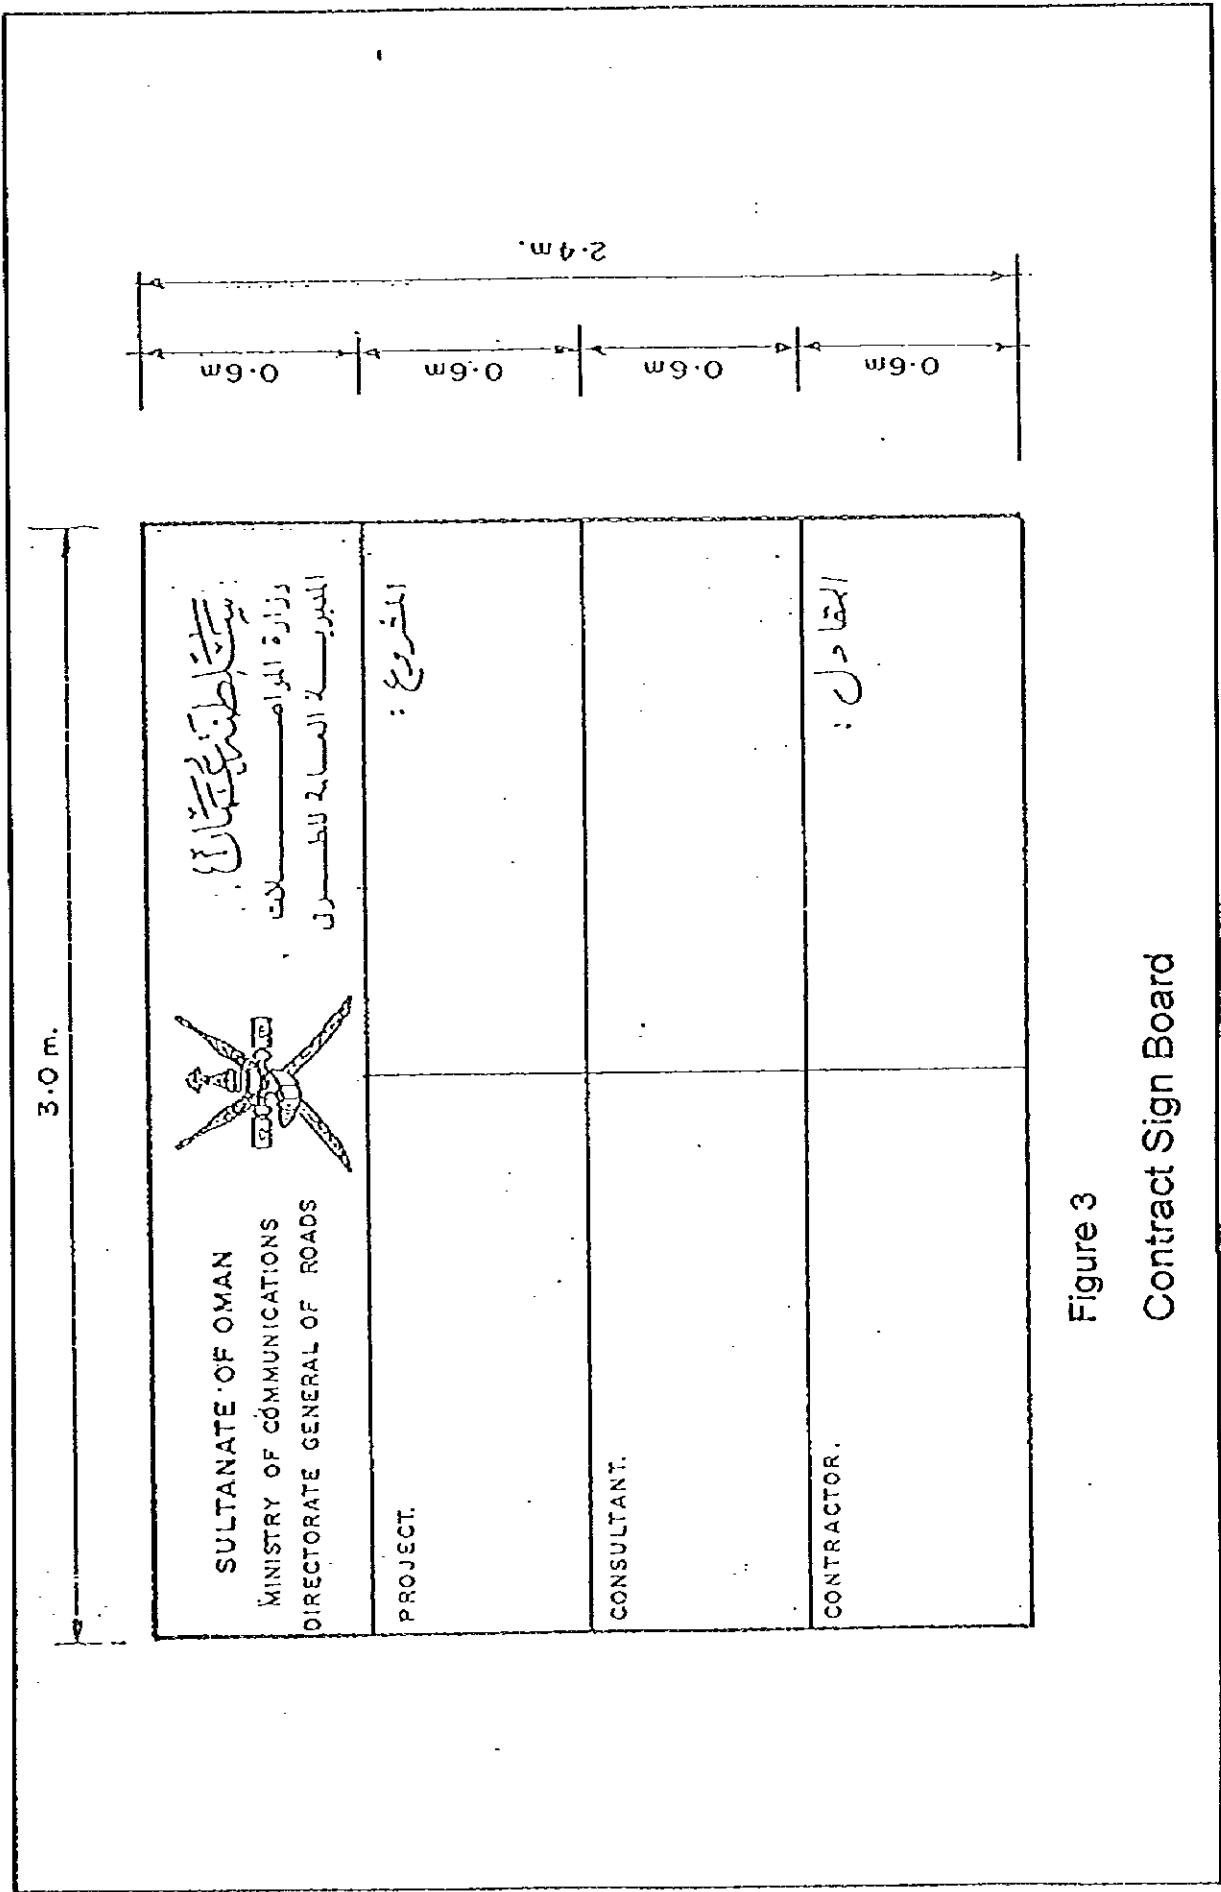 3.0 m.
SULTANATE OF OMAN
MINISTRY OF COMMUNICATIONS
DIRECTORATE GENERAL OF ROADS
سلطنة عمان
وزارة المواصلات
المديرية العامة للطرق
PROJECT.
المشروع :
CONSULTANT.
CONTRACTOR.
المقاول :
0.6m
0.6m
0.6m
0.6m
2.4m.
Figure 3
Contract Sign Board